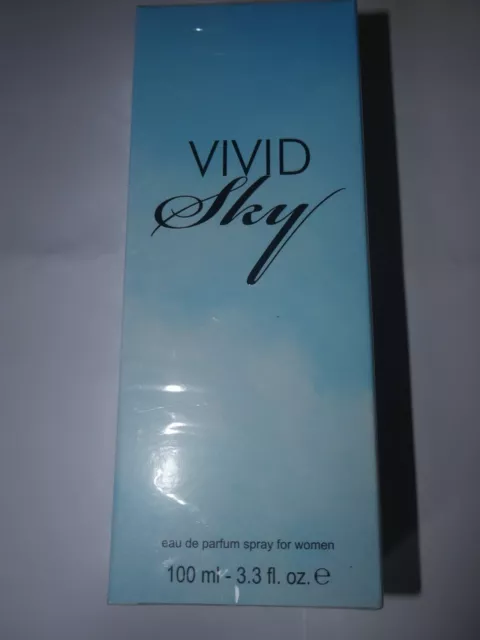 VIVID
Sky
eau de parfum spray for women
100 ml - 3.3 fl. oz. ℮